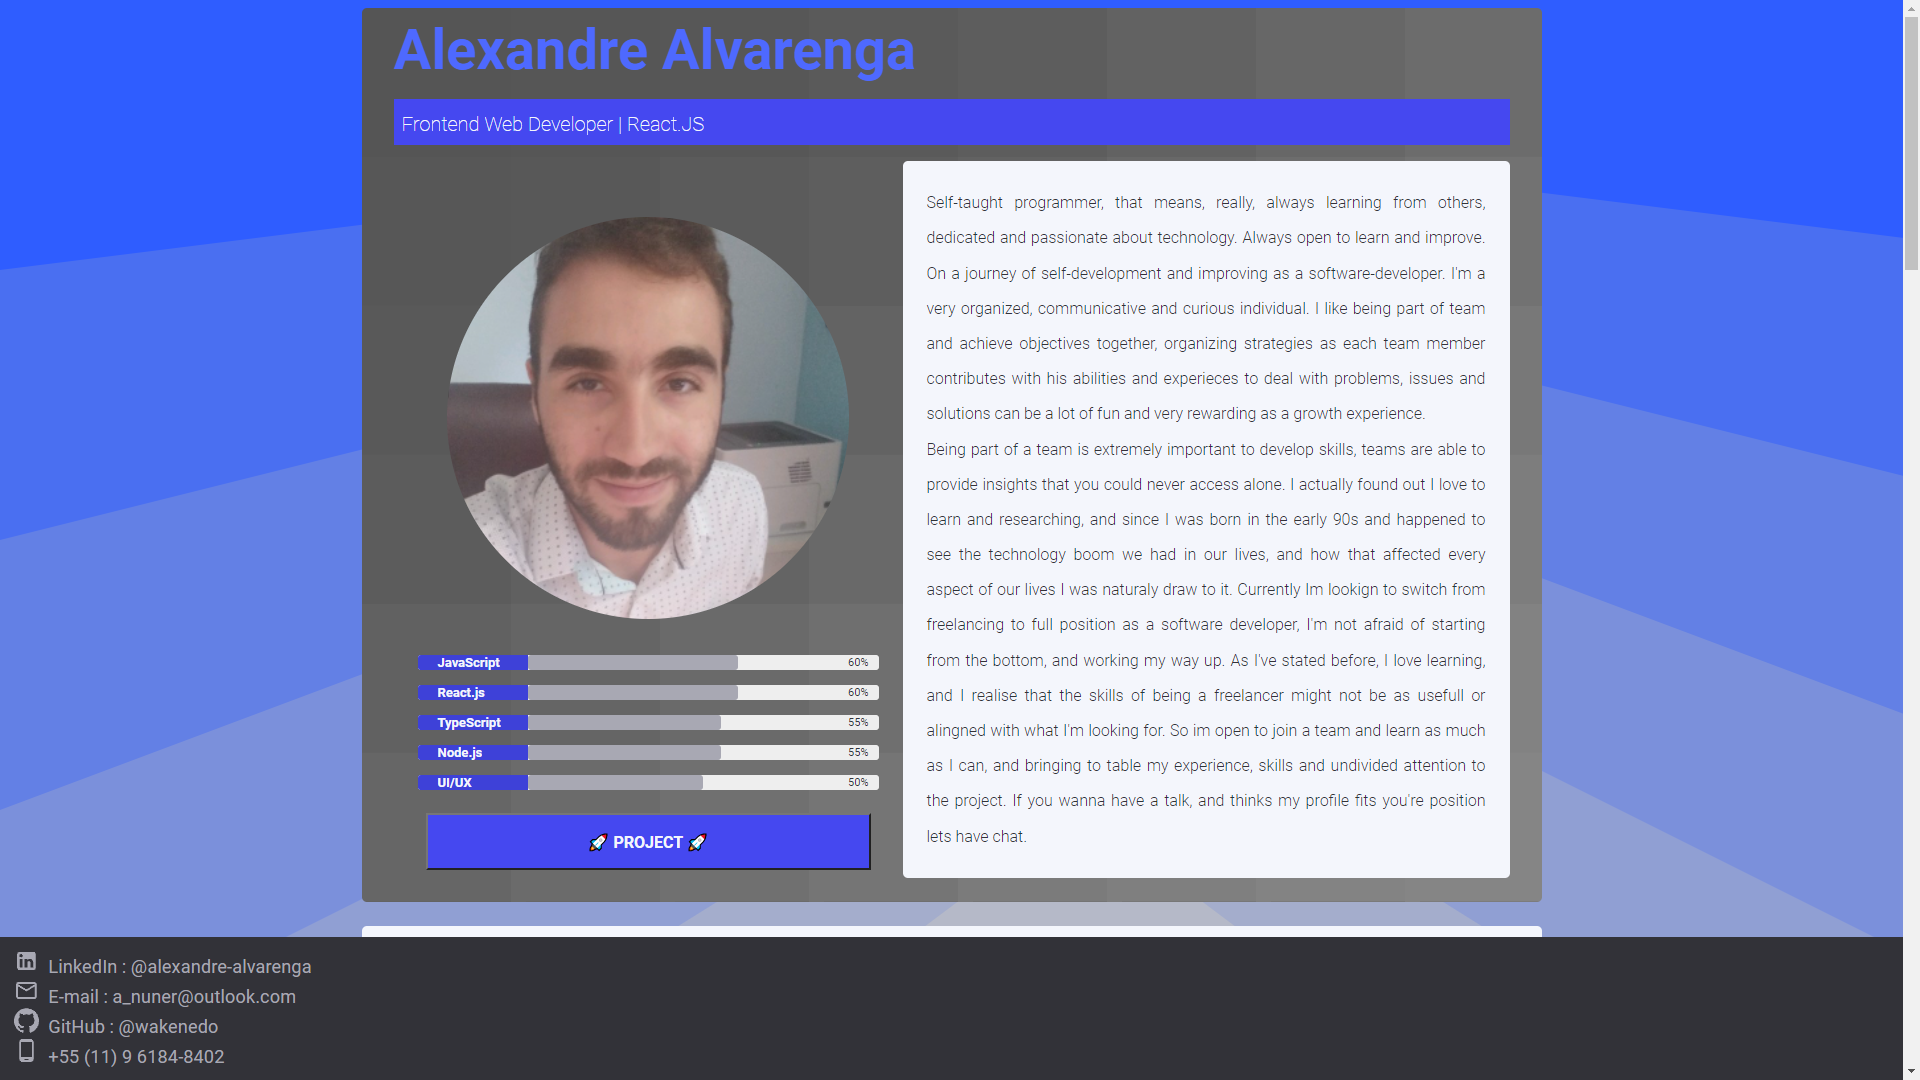 Alexandre Alvarenga
Frontend Web Developer | React.JS
Self-taught programmer, that means, really, always learning from others,
dedicated and passionate about technology. Always open to learn and improve.
On a journey of self-development and improving as a software-developer. I'm a
very organized, communicative and curious individual. I like being part of team
and achieve objectives together, organizing strategies as each team member
contributes with his abilities and experieces to deal with problems, issues and
solutions can be a lot of fun and very rewarding as a growth experience.
Being part of a team is extremely important to develop skills, teams are able to
provide insights that you could never access alone. I actually found out I love to
learn and researching, and since I was born in the early 90s and happened to
see the technology boom we had in our lives, and how that affected every
aspect of our lives I was naturaly draw to it. Currently Im lookign to switch from
freelancing to full position as a software developer, I'm not afraid of starting
from the bottom, and working my way up. As I've stated before, I love learning,
and I realise that the skills of being a freelancer might not be as usefull or
alingned with what I'm looking for. So im open to join a team and learn as much
as I can, and bringing to table my experience, skills and undivided attention to
the project. If you wanna have a talk, and thinks my profile fits you're position
lets have chat.
JavaScript 60%
React.js 60%
TypeScript 55%
Node.js 55%
UI/UX 50%
🚀 PROJECT 🚀
LinkedIn : @alexandre-alvarenga
E-mail : a_nuner@outlook.com
GitHub : @wakenedo
+55 (11) 9 6184-8402